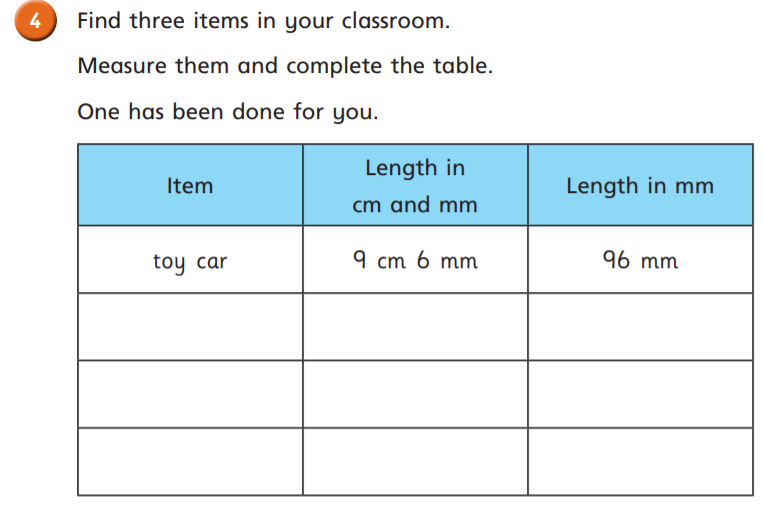 4 Find three items in your classroom.
Measure them and complete the table.
One has been done for you.
Item
Length in
cm and mm
Length in mm
toy car
9 cm 6 mm
96 mm